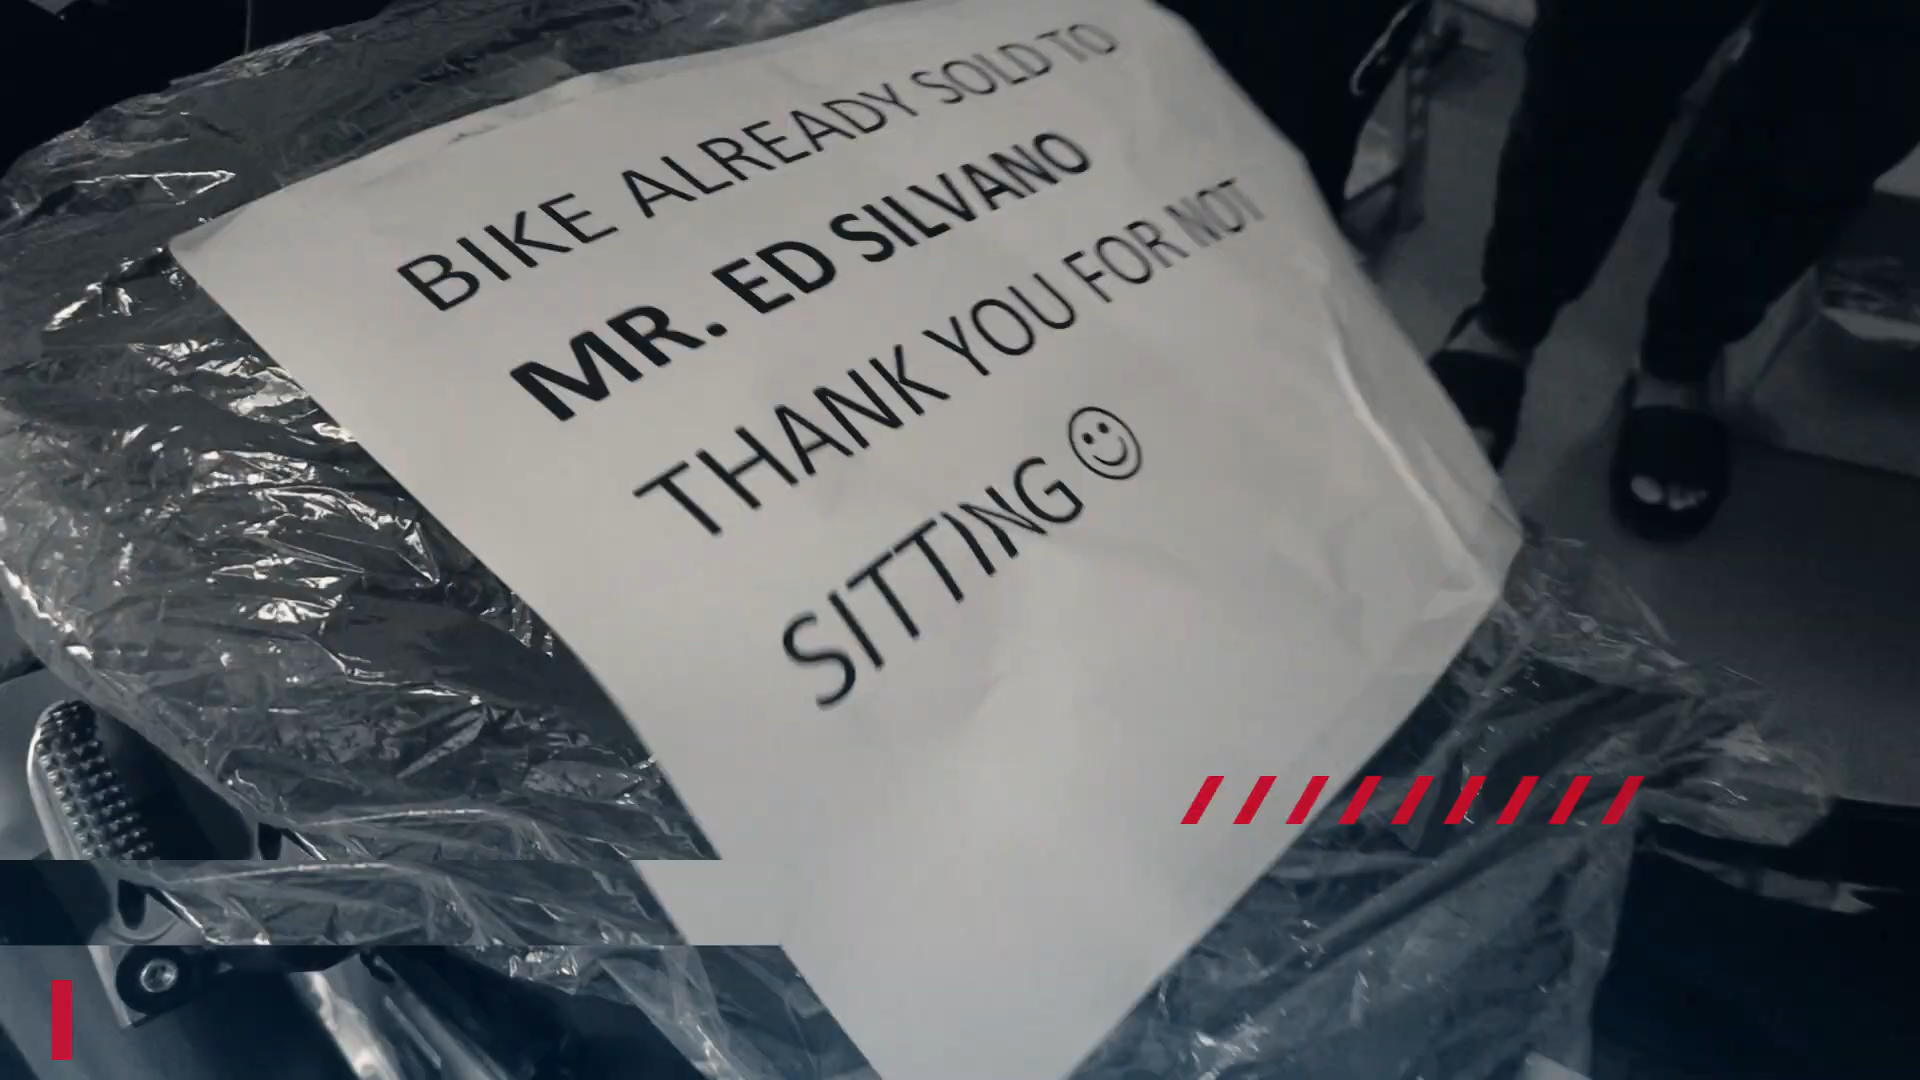 BIKE ALREADY SOLD TO
MR. ED SILVANO
THANK YOU FOR NOT
SITTING ☺